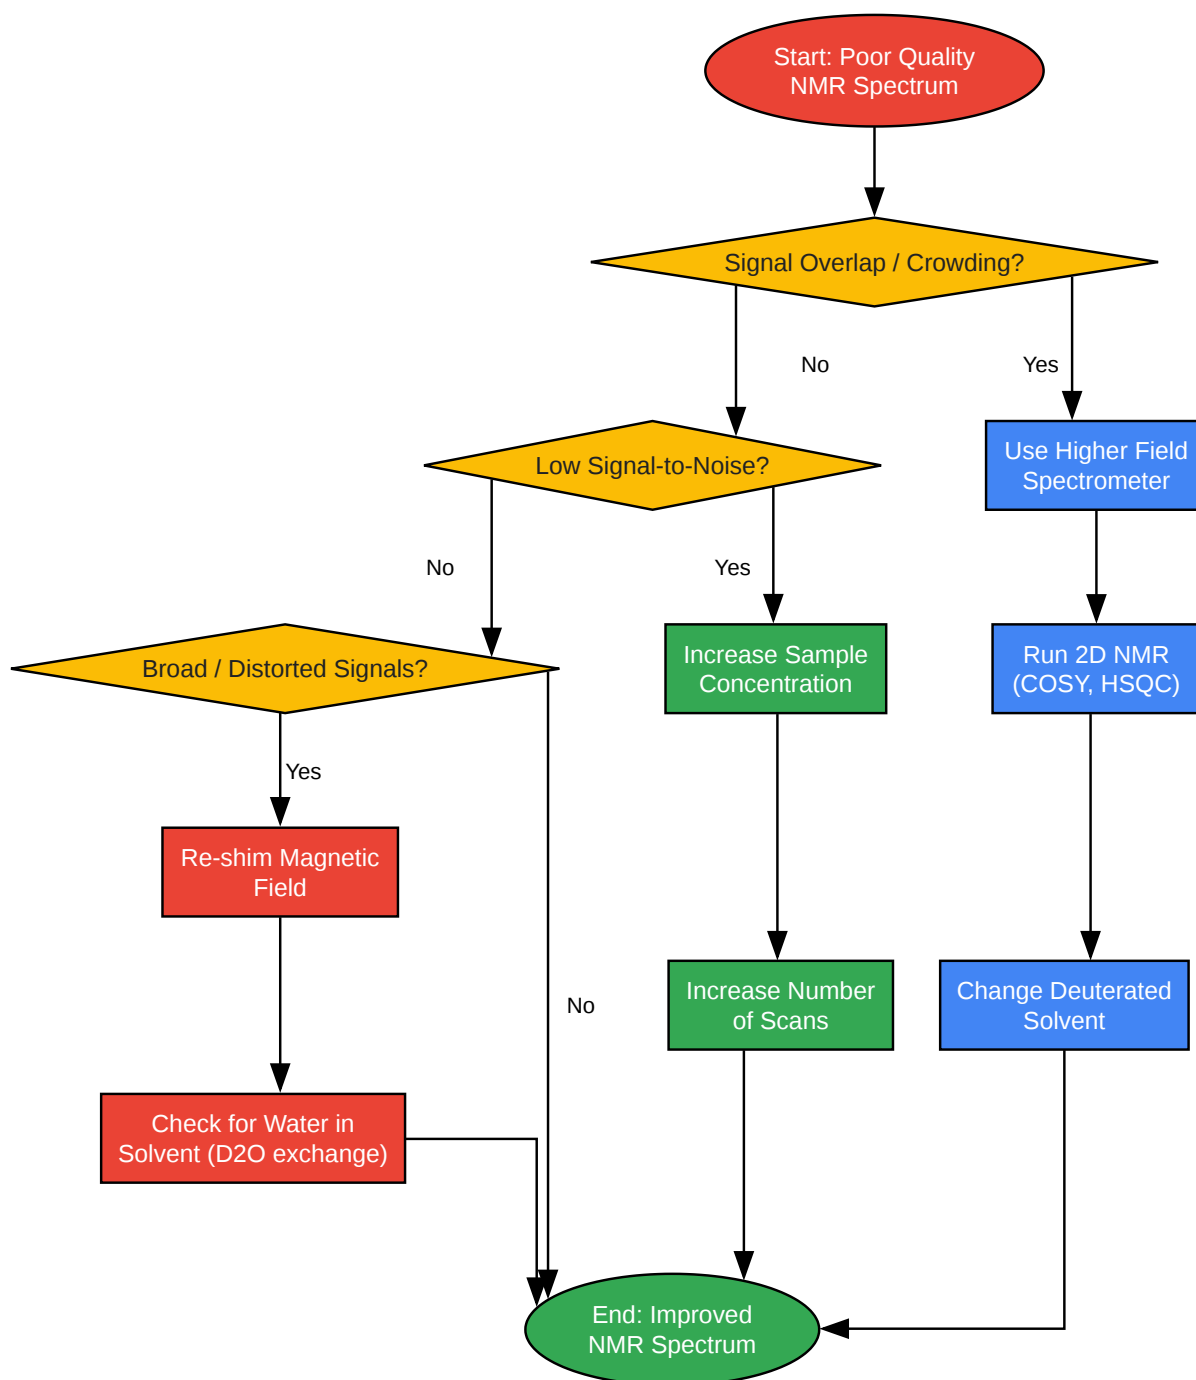 Start: Poor Quality
NMR Spectrum
Signal Overlap / Crowding?
No
Yes
Low Signal-to-Noise?
Use Higher Field
Spectrometer
No
Yes
Broad / Distorted Signals?
Increase Sample
Concentration
Run 2D NMR
(COSY, HSQC)
Yes
Re-shim Magnetic
Field
No
Increase Number
of Scans
Change Deuterated
Solvent
Check for Water in
Solvent (D2O exchange)
End: Improved
NMR Spectrum